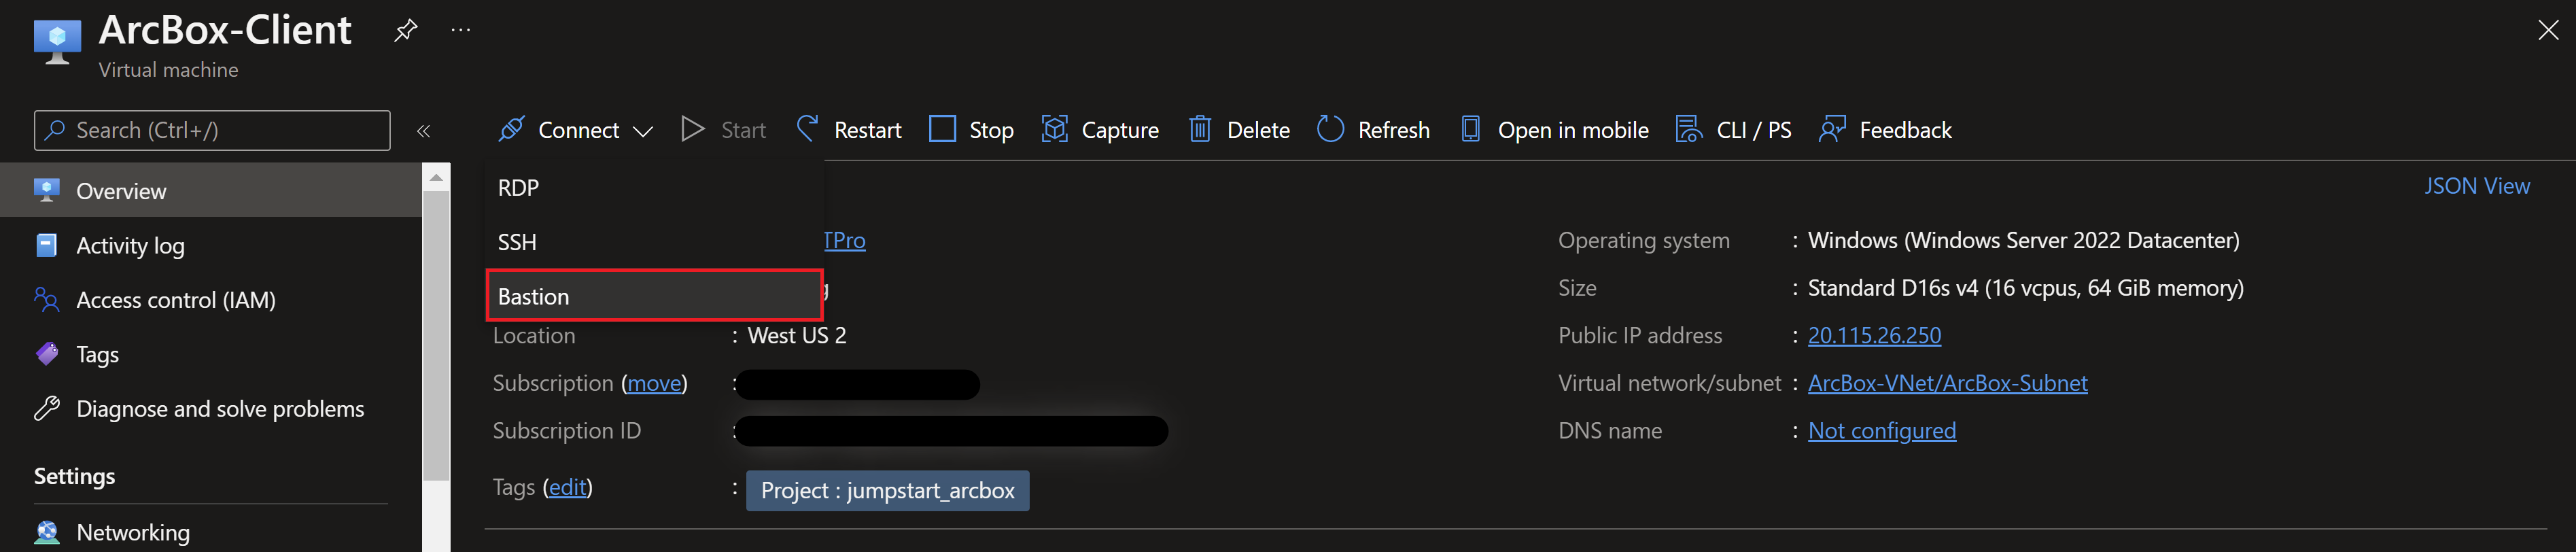 ArcBox-Client
Virtual machine
Search (Ctrl+/)
Connect Start Restart Stop Capture Delete Refresh Open in mobile CLI / PS Feedback
Overview
Activity log
Access control (IAM)
Tags
Diagnose and solve problems
Settings
Networking
RDP
SSH
Bastion
JSON View
TPro
Location : West US 2
Subscription (move) :
Subscription ID :
Tags (edit) : Project : jumpstart_arcbox
Operating system : Windows (Windows Server 2022 Datacenter)
Size : Standard D16s v4 (16 vcpus, 64 GiB memory)
Public IP address : 20.115.26.250
Virtual network/subnet : ArcBox-VNet/ArcBox-Subnet
DNS name : Not configured